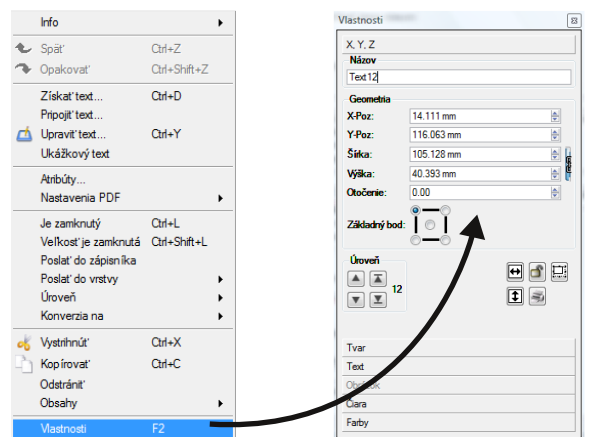 Info
Späť Ctrl+Z
Opakovať Ctrl+Shift+Z
Získať text... Ctrl+D
Pripojiť text...
Upraviť text... Ctrl+Y
Ukážkový text
Atribúty...
Nastavenia PDF
Je zamknutý Ctrl+L
Veľkosť je zamknutá Ctrl+Shift+L
Poslať do zápisníka
Poslať do vrstvy
Úroveň
Konverzia na
Vystrihnúť Ctrl+X
Kopírovať Ctrl+C
Odstrániť
Obsahy
Vlastnosti F2
Vlastnosti
X, Y, Z
Názov
Text12
Geometria
X-Poz: 14.111 mm
Y-Poz: 116.063 mm
Šírka: 105.128 mm
Výška: 40.393 mm
Otočenie: 0.00
Základný bod:
Úroveň
12
Tvar
Text
Obrázok
Čiara
Farby